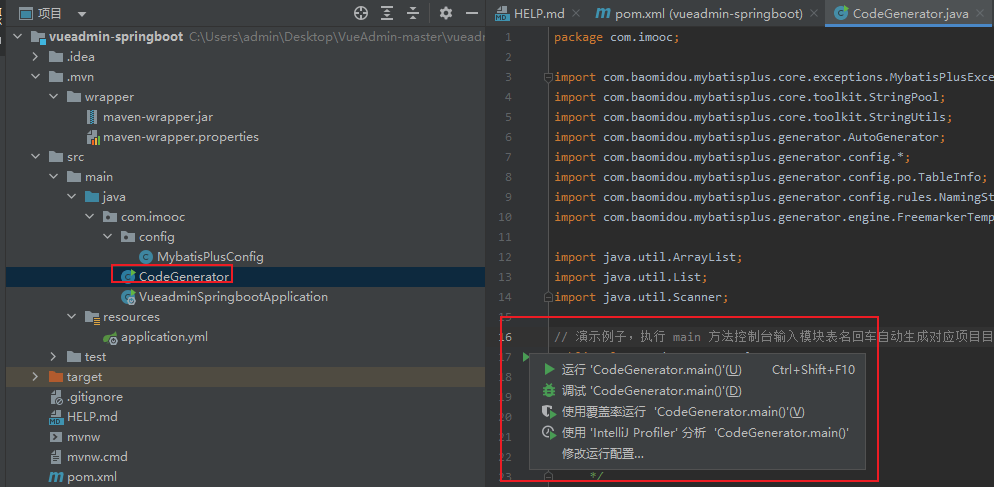 项目
vueadmin-springboot C:\Users\admin\Desktop\VueAdmin-master\vueadn
.idea
.mvn
wrapper
maven-wrapper.jar
maven-wrapper.properties
src
main
java
com.imooc
config
MybatisPlusConfig
CodeGenerator
VueadminSpringbootApplication
resources
application.yml
test
target
.gitignore
HELP.md
mvnw
mvnw.cmd
pom.xml
HELP.md
pom.xml (vueadmin-springboot)
CodeGenerator.java
1 package com.imooc;
2
3 import com.baomidou.mybatisplus.core.exceptions.MybatisPlusExce
4 import com.baomidou.mybatisplus.core.toolkit.StringPool;
5 import com.baomidou.mybatisplus.core.toolkit.StringUtils;
6 import com.baomidou.mybatisplus.generator.AutoGenerator;
7 import com.baomidou.mybatisplus.generator.config.*;
8 import com.baomidou.mybatisplus.generator.config.po.TableInfo;
9 import com.baomidou.mybatisplus.generator.config.rules.NamingSt
10 import com.baomidou.mybatisplus.generator.engine.FreemarkerTemp
11
12 import java.util.ArrayList;
13 import java.util.List;
14 import java.util.Scanner;
15
16 // 演示例子，执行 main 方法控制台输入模块表名回车自动生成对应项目目
17
18 运行 'CodeGenerator.main()'(U) Ctrl+Shift+F10
19 调试 'CodeGenerator.main()'(D)
20 使用覆盖率运行 'CodeGenerator.main()'(V)
21 使用 'IntelliJ Profiler' 分析 'CodeGenerator.main()'
22 修改运行配置...
23 */